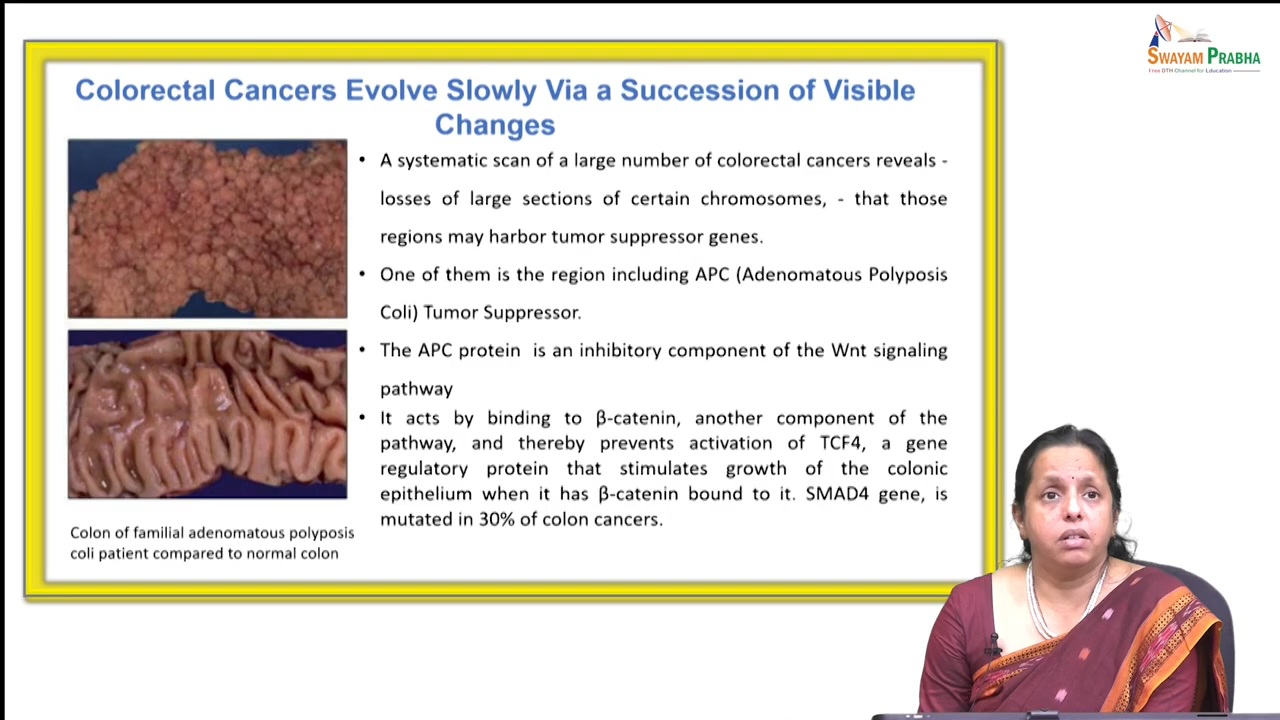 SWAYAM PRABHA
Free DTH Channel for Education
Colorectal Cancers Evolve Slowly Via a Succession of Visible
Changes
• A systematic scan of a large number of colorectal cancers reveals -
losses of large sections of certain chromosomes, - that those
regions may harbor tumor suppressor genes.
• One of them is the region including APC (Adenomatous Polyposis
Coli) Tumor Suppressor.
• The APC protein is an inhibitory component of the Wnt signaling
pathway
• It acts by binding to β-catenin, another component of the
pathway, and thereby prevents activation of TCF4, a gene
regulatory protein that stimulates growth of the colonic
epithelium when it has β-catenin bound to it. SMAD4 gene, is
mutated in 30% of colon cancers.
Colon of familial adenomatous polyposis
coli patient compared to normal colon